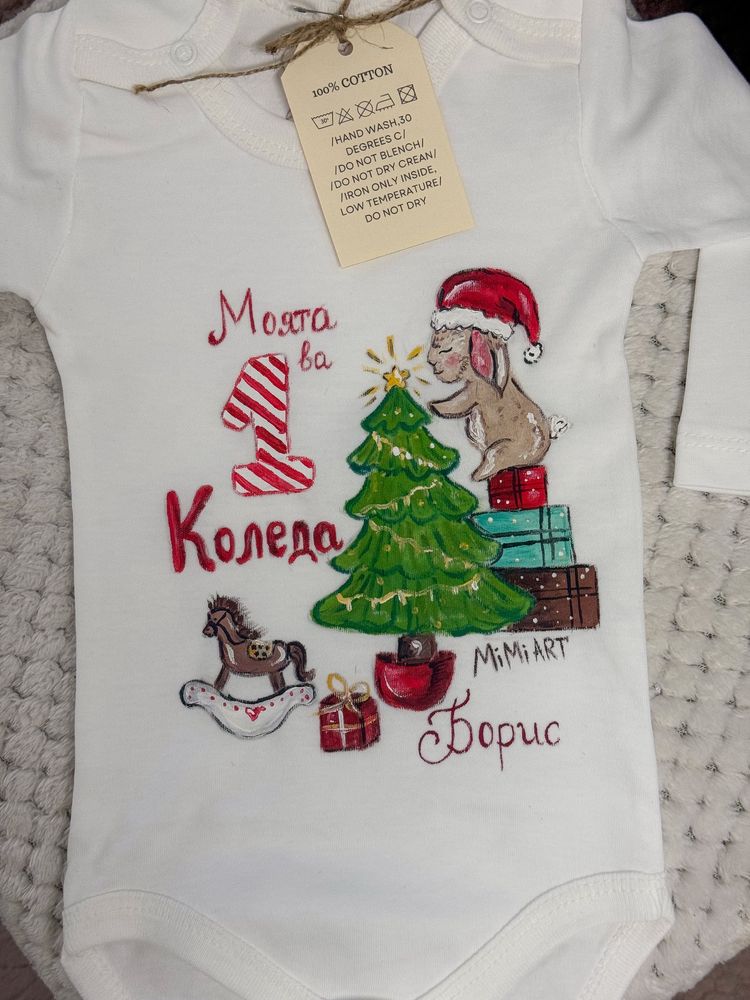 100% COTTON
30°
/HAND WASH,30
DEGREES C/
/DO NOT BLENCH/
/DO NOT DRY CREAN/
/IRON ONLY INSIDE,
LOW TEMPERATURE/
DO NOT DRY
Моята
1 ва
Коледа
MiMi ART
Борис